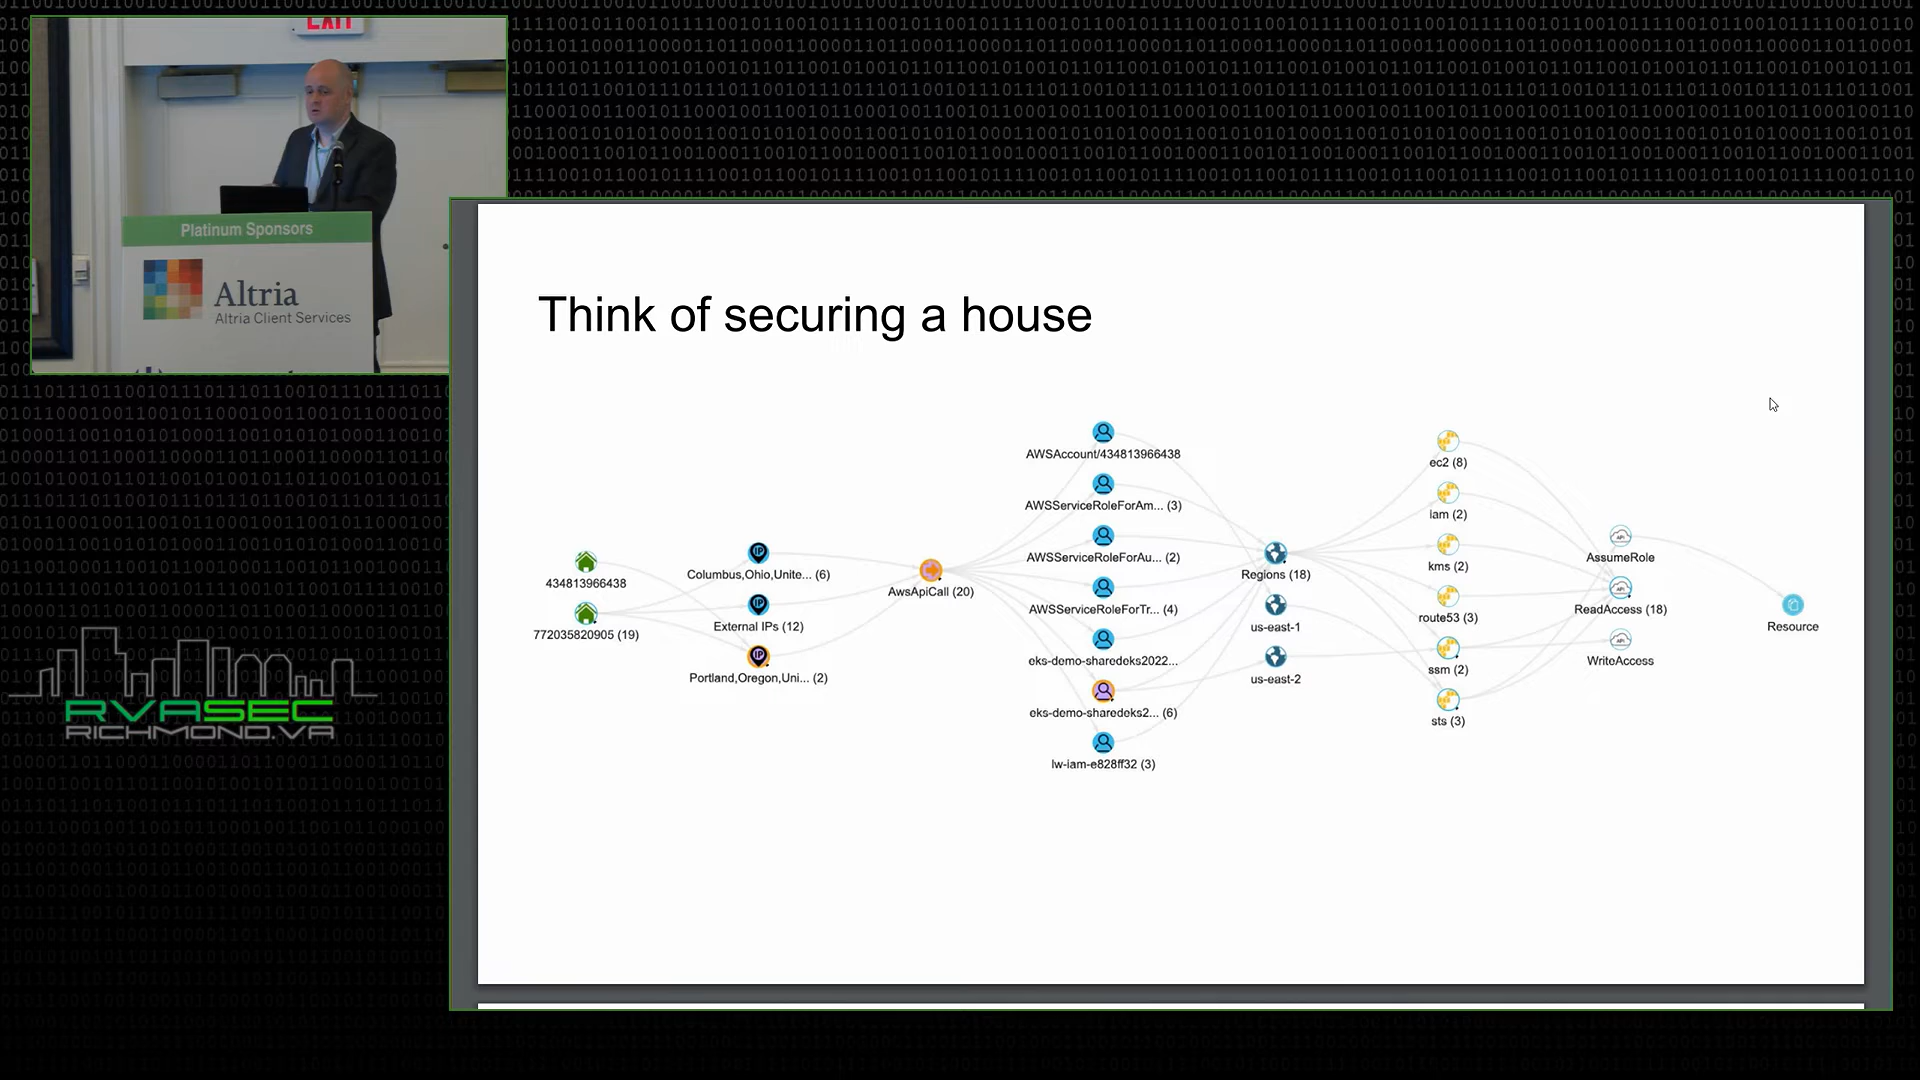 EXIT
Platinum Sponsors
Altria
Altria Client Services
Think of securing a house
434813966438
772035820905 (19)
Columbus,Ohio,Unite... (6)
External IPs (12)
Portland,Oregon,Uni... (2)
AwsApiCall (20)
AWSAccount/434813966438
AWSServiceRoleForAm... (3)
AWSServiceRoleForAu... (2)
AWSServiceRoleForTr... (4)
eks-demo-sharedeks2022...
eks-demo-sharedeks2... (6)
lw-iam-e828ff32 (3)
Regions (18)
us-east-1
us-east-2
ec2 (8)
iam (2)
kms (2)
route53 (3)
ssm (2)
sts (3)
AssumeRole
ReadAccess (18)
WriteAccess
Resource
RVASEC
RICHMOND.VA